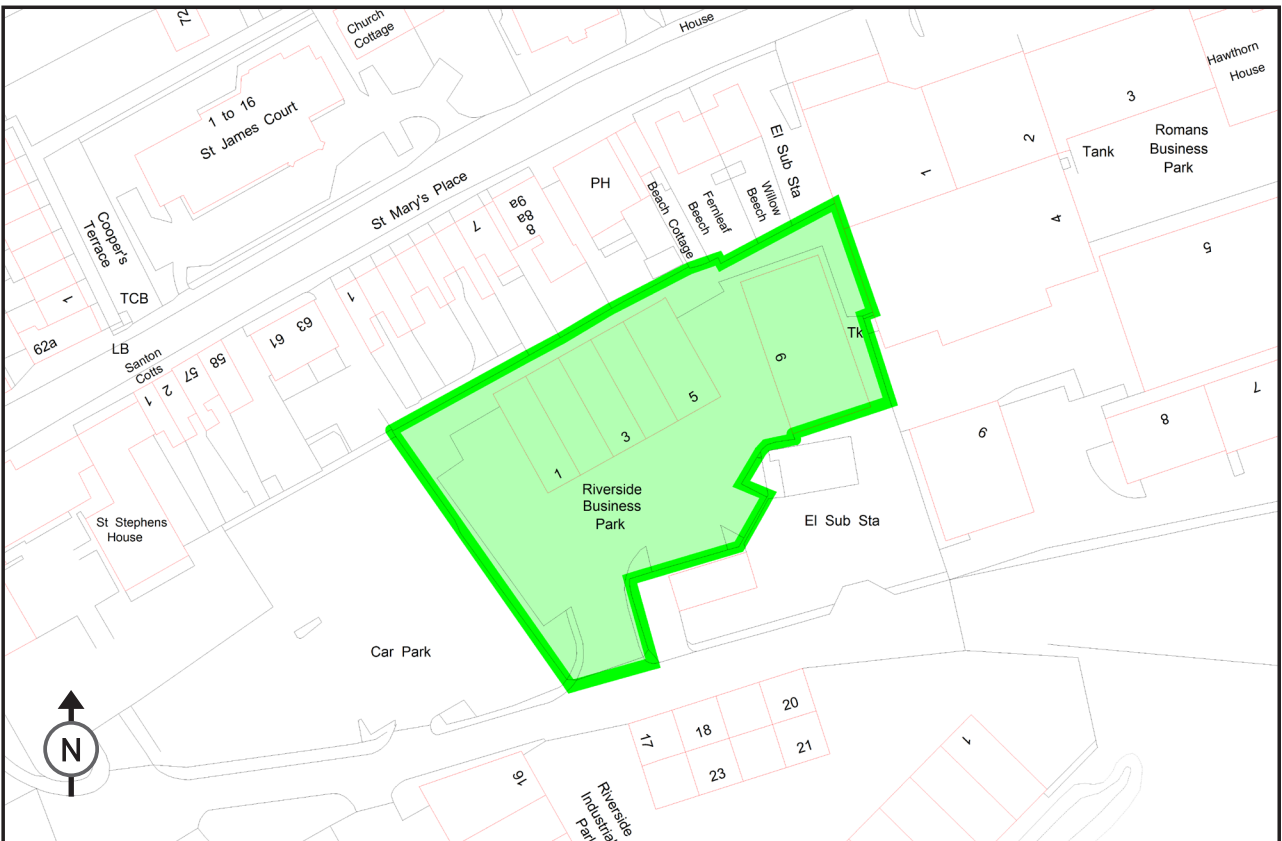 72
Church
Cottage
House
Hawthorn
House
1 to 16
St James Court
El Sub Sta
3
2
Romans
Business
Park
Tank
PH
1
St Mary's Place
7
9a
8a
8
Beach Cottage
Fernleaf
Beech
Willow
Beech
4
5
Cooper's
Terrace
TCB
1
62a
LB
Santon
Cotts
1
2
57
58
61
63
1
Tk
6
5
3
1
Riverside
Business
Park
9
8
7
St Stephens
House
El Sub Sta
Car Park
N
17
18
20
21
23
16
1
Riverside
Industrial
Park